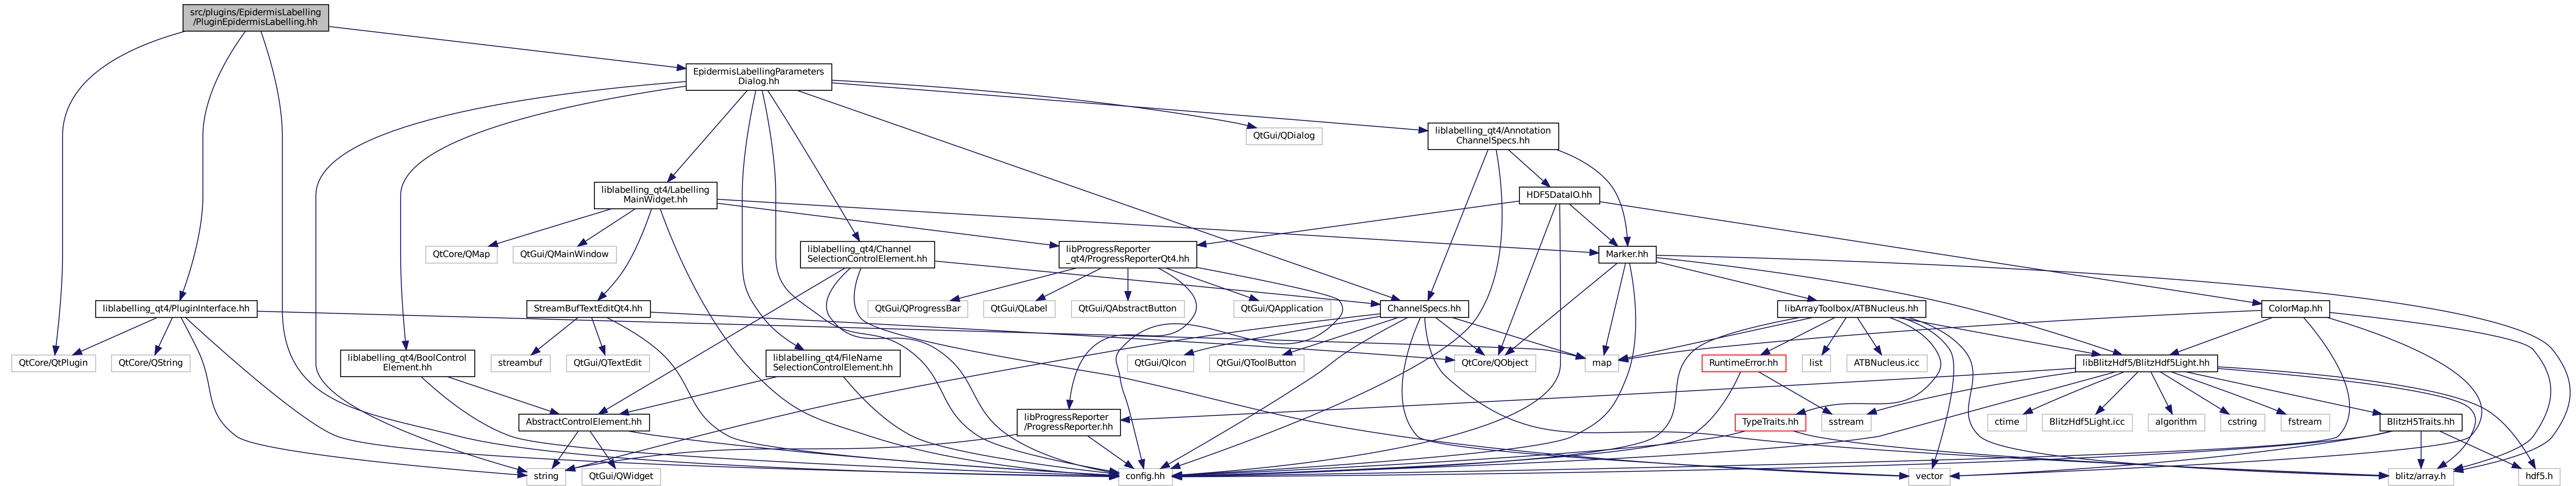 src/plugins/EpidermisLabelling
/PluginEpidermisLabelling.hh
EpidermisLabellingParameters
Dialog.hh
QtGui/QDialog
liblabelling_qt4/Annotation
ChannelSpecs.hh
liblabelling_qt4/Labelling
MainWidget.hh
HDF5DataIO.hh
QtCore/QMap
QtGui/QMainWindow
liblabelling_qt4/Channel
SelectionControlElement.hh
libProgressReporter
_qt4/ProgressReporterQt4.hh
Marker.hh
liblabelling_qt4/PluginInterface.hh
StreamBufTextEditQt4.hh
QtGui/QProgressBar
QtGui/QLabel
QtGui/QAbstractButton
QtGui/QApplication
ChannelSpecs.hh
libArrayToolbox/ATBNucleus.hh
ColorMap.hh
QtCore/QtPlugin
QtCore/QString
liblabelling_qt4/BoolControl
Element.hh
streambuf
QtGui/QTextEdit
liblabelling_qt4/FileName
SelectionControlElement.hh
QtGui/QIcon
QtGui/QToolButton
QtCore/QObject
map
RuntimeError.hh
list
ATBNucleus.icc
libBlitzHdf5/BlitzHdf5Light.hh
AbstractControlElement.hh
libProgressReporter
/ProgressReporter.hh
TypeTraits.hh
sstream
ctime
BlitzHdf5Light.icc
algorithm
cstring
fstream
BlitzH5Traits.hh
string
QtGui/QWidget
config.hh
vector
blitz/array.h
hdf5.h